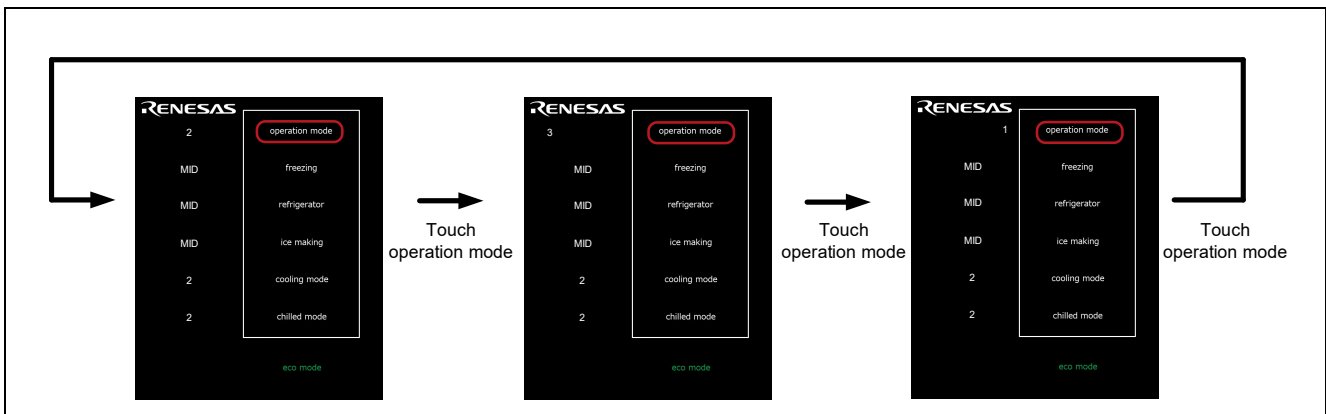 RENESAS
2 operation mode
MID freezing
MID refrigerator
MID ice making
2 cooling mode
2 chilled mode
eco mode
Touch
operation mode
RENESAS
3 operation mode
MID freezing
MID refrigerator
MID ice making
2 cooling mode
2 chilled mode
eco mode
Touch
operation mode
RENESAS
1 operation mode
MID freezing
MID refrigerator
MID ice making
2 cooling mode
2 chilled mode
eco mode
Touch
operation mode